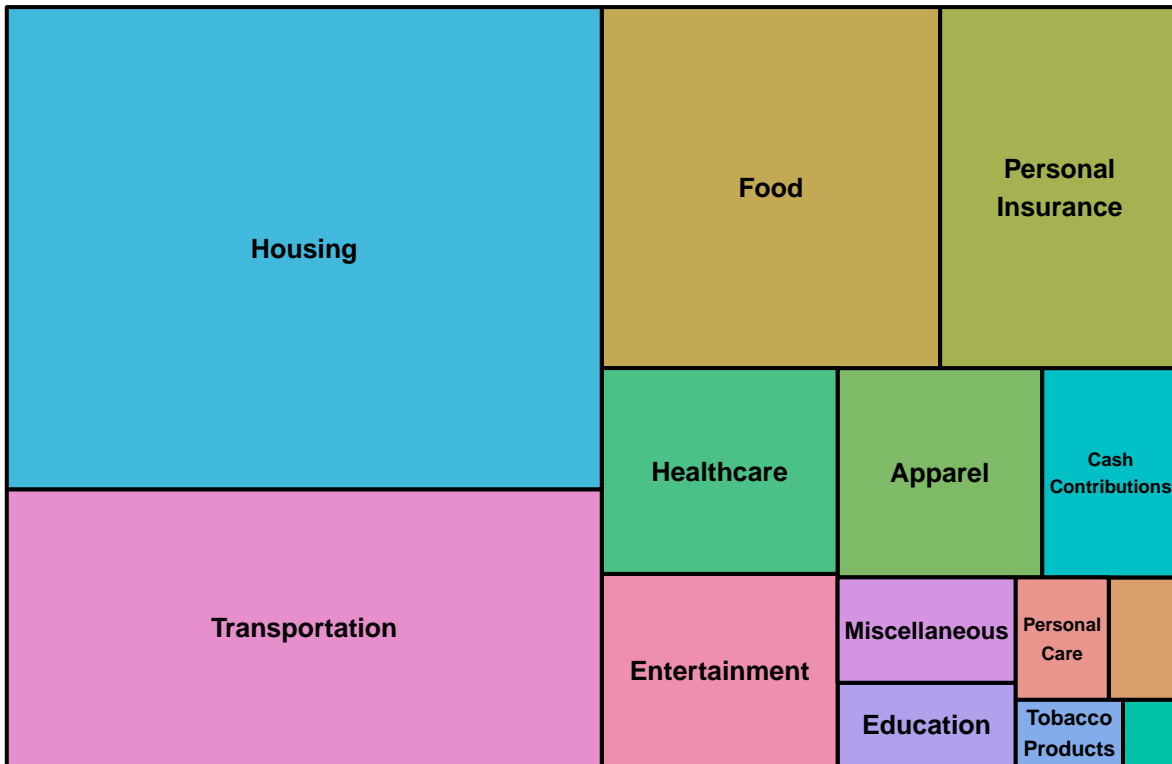 Housing
Food
Personal
Insurance
Healthcare
Apparel
Cash
Contributions
Transportation
Entertainment
Miscellaneous
Personal
Care
Education
Tobacco
Products